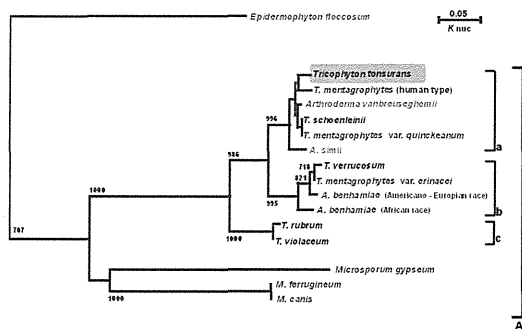 Epidermophyton floccosum
0.05
K nuc
Tricophyton tonsurans
T. mentagrophytes (human type)
Arthroderma vanbreuseghemii
996
T. schoenleinii
T. mentagrophytes var. quinckeanum
a
A. simii
986
718
T. verrucosum
821
T. mentagrophytes var. erinacei
A. benhamiae (Americano - Europian race)
1000
995
A. benhamiae (African race)
b
T. rubrum
707
1000
T. violaceum
c
Microsporum gypseum
M. ferrugineum
1000
M. canis
A